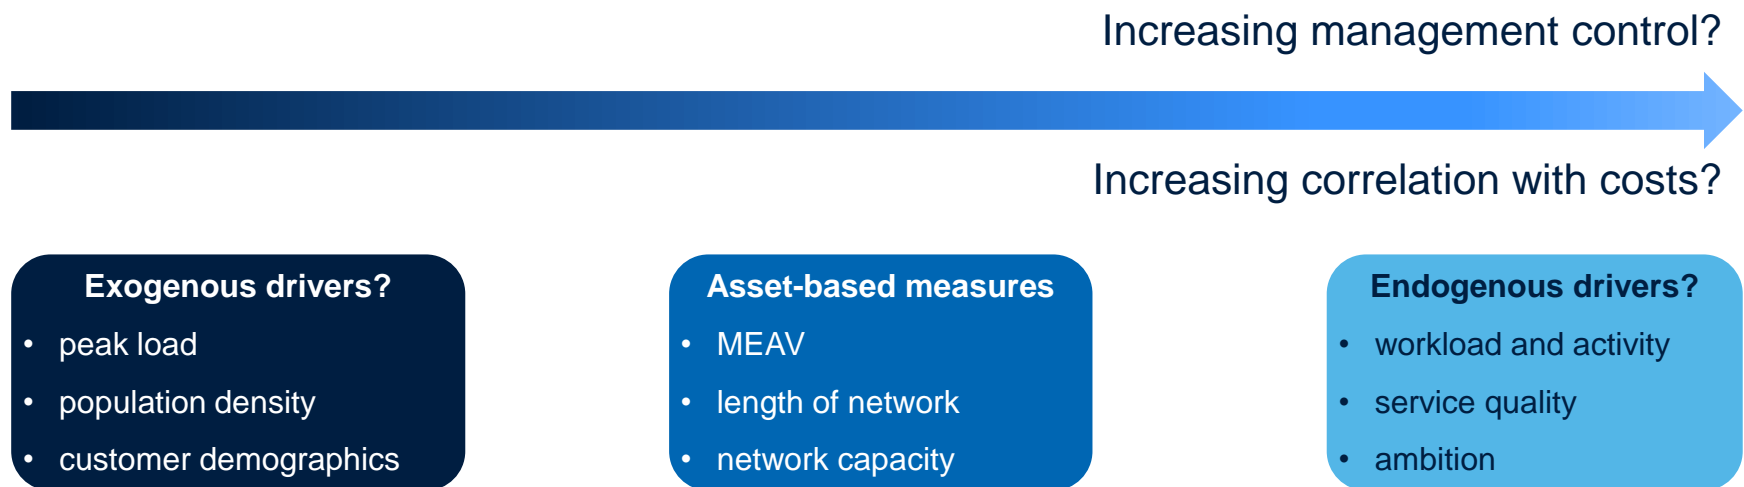 Increasing management control?
Increasing correlation with costs?
Exogenous drivers?
• peak load
• population density
• customer demographics
Asset-based measures
• MEAV
• length of network
• network capacity
Endogenous drivers?
• workload and activity
• service quality
• ambition